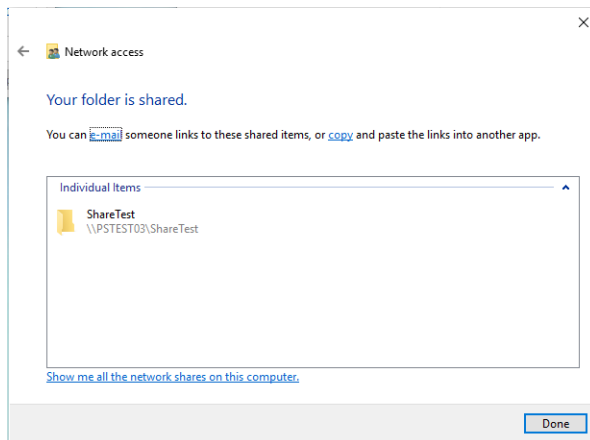 Network access
Your folder is shared.
You can e-mail someone links to these shared items, or copy and paste the links into another app.
Individual Items
ShareTest
\\PSTEST03\ShareTest
Show me all the network shares on this computer.
Done